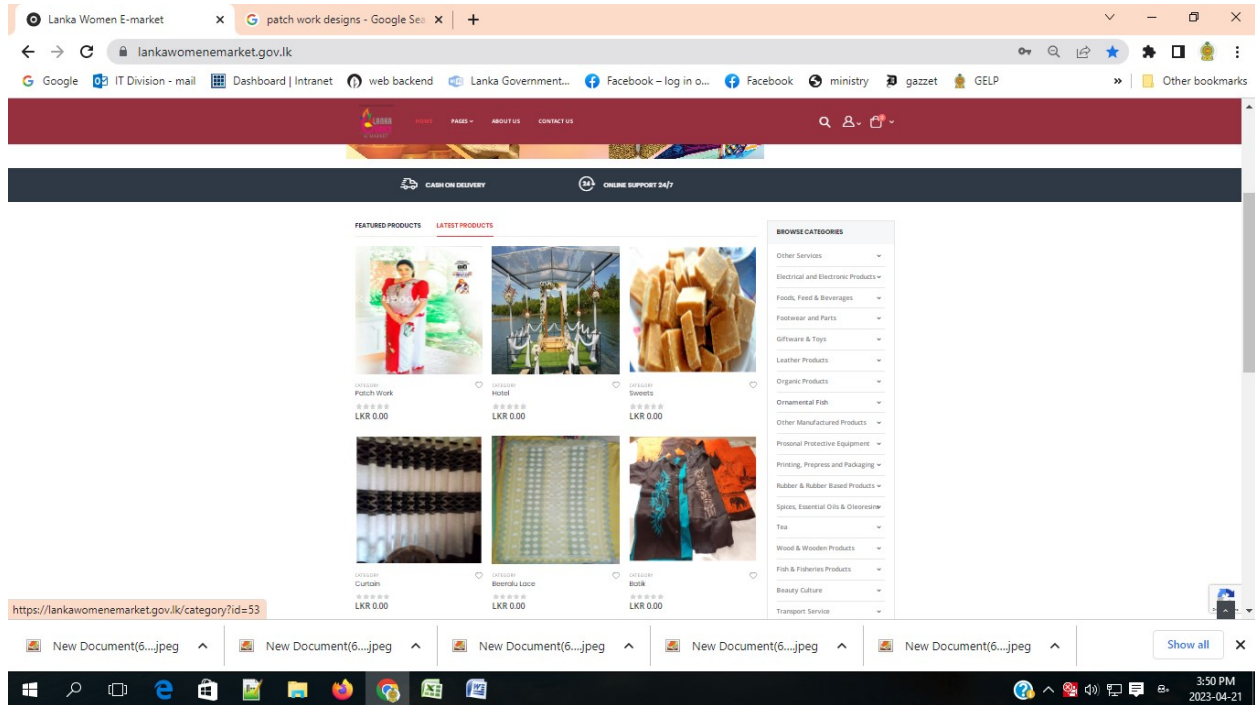 Lanka Women E-market
patch work designs - Google Sea
lankawomenemarket.gov.lk
Google
IT Division - mail
Dashboard | Intranet
web backend
Lanka Government...
Facebook – log in o...
Facebook
ministry
gazzet
GELP
»
Other bookmarks
LANKA
HOME
PAGES
ABOUT US
CONTACT US
CASH ON DELIVERY
24
ONLINE SUPPORT 24/7
FEATURED PRODUCTS
LATEST PRODUCTS
CATEGORY
Patch Work
LKR 0.00
CATEGORY
Hotel
LKR 0.00
CATEGORY
Sweets
LKR 0.00
CATEGORY
Curtain
LKR 0.00
CATEGORY
Beeralu Lace
LKR 0.00
CATEGORY
Batik
LKR 0.00
BROWSE CATEGORIES
Other Services
Electrical and Electronic Products
Foods, Feed & Beverages
Footwear and Parts
Giftware & Toys
Leather Products
Organic Products
Ornamental Fish
Other Manufactured Products
Prosonal Protective Equipment
Printing, Prepress and Packaging
Rubber & Rubber Based Products
Spices, Essential Oils & Oleoresins
Tea
Wood & Wooden Products
Fish & Fisheries Products
Beauty Culture
Transport Service
https://lankawomenemarket.gov.lk/category?id=53
New Document(6....jpeg
New Document(6....jpeg
New Document(6....jpeg
New Document(6....jpeg
New Document(6....jpeg
Show all
3:50 PM
2023-04-21